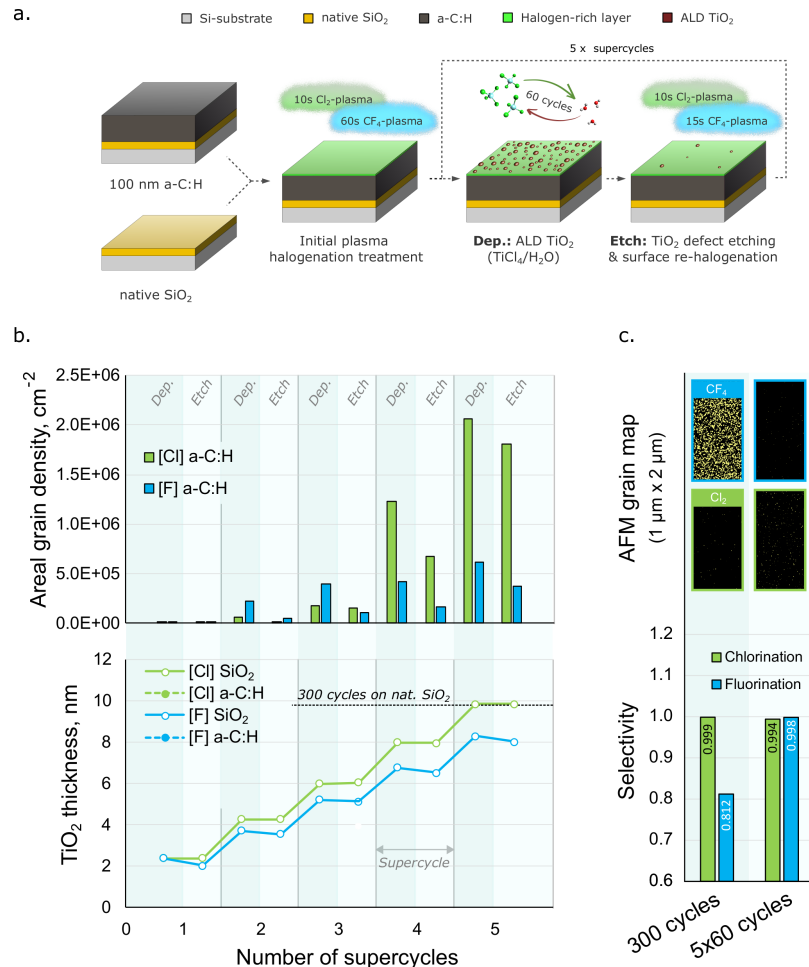 a.
Si-substrate native SiO₂ a-C:H Halogen-rich layer ALD TiO₂
5 x supercycles
10s Cl₂-plasma
60s CF₄-plasma
60 cycles
10s Cl₂-plasma
15s CF₄-plasma
100 nm a-C:H
native SiO₂
Initial plasma
halogenation treatment
Dep.: ALD TiO₂
(TiCl₄/H₂O)
Etch: TiO₂ defect etching
& surface re-halogenation
b.
Areal grain density, cm⁻²
2.5E+06
2.0E+06
1.5E+06
1.0E+06
5.0E+05
0.0E+00
Dep. Etch Dep. Etch Dep. Etch Dep. Etch Dep. Etch
[Cl] a-C:H
[F] a-C:H
TiO₂ thickness, nm
12
10
8
6
4
2
0
[Cl] SiO₂
[Cl] a-C:H
[F] SiO₂
[F] a-C:H
300 cycles on nat. SiO₂
Supercycle
0 1 2 3 4 5
Number of supercycles
c.
AFM grain map
(1 µm x 2 µm)
CF₄
Cl₂
Selectivity
1.2
1.1
1.0
0.9
0.8
0.7
0.6
Chlorination
Fluorination
0.999
0.812
0.994
0.998
300 cycles
5x60 cycles